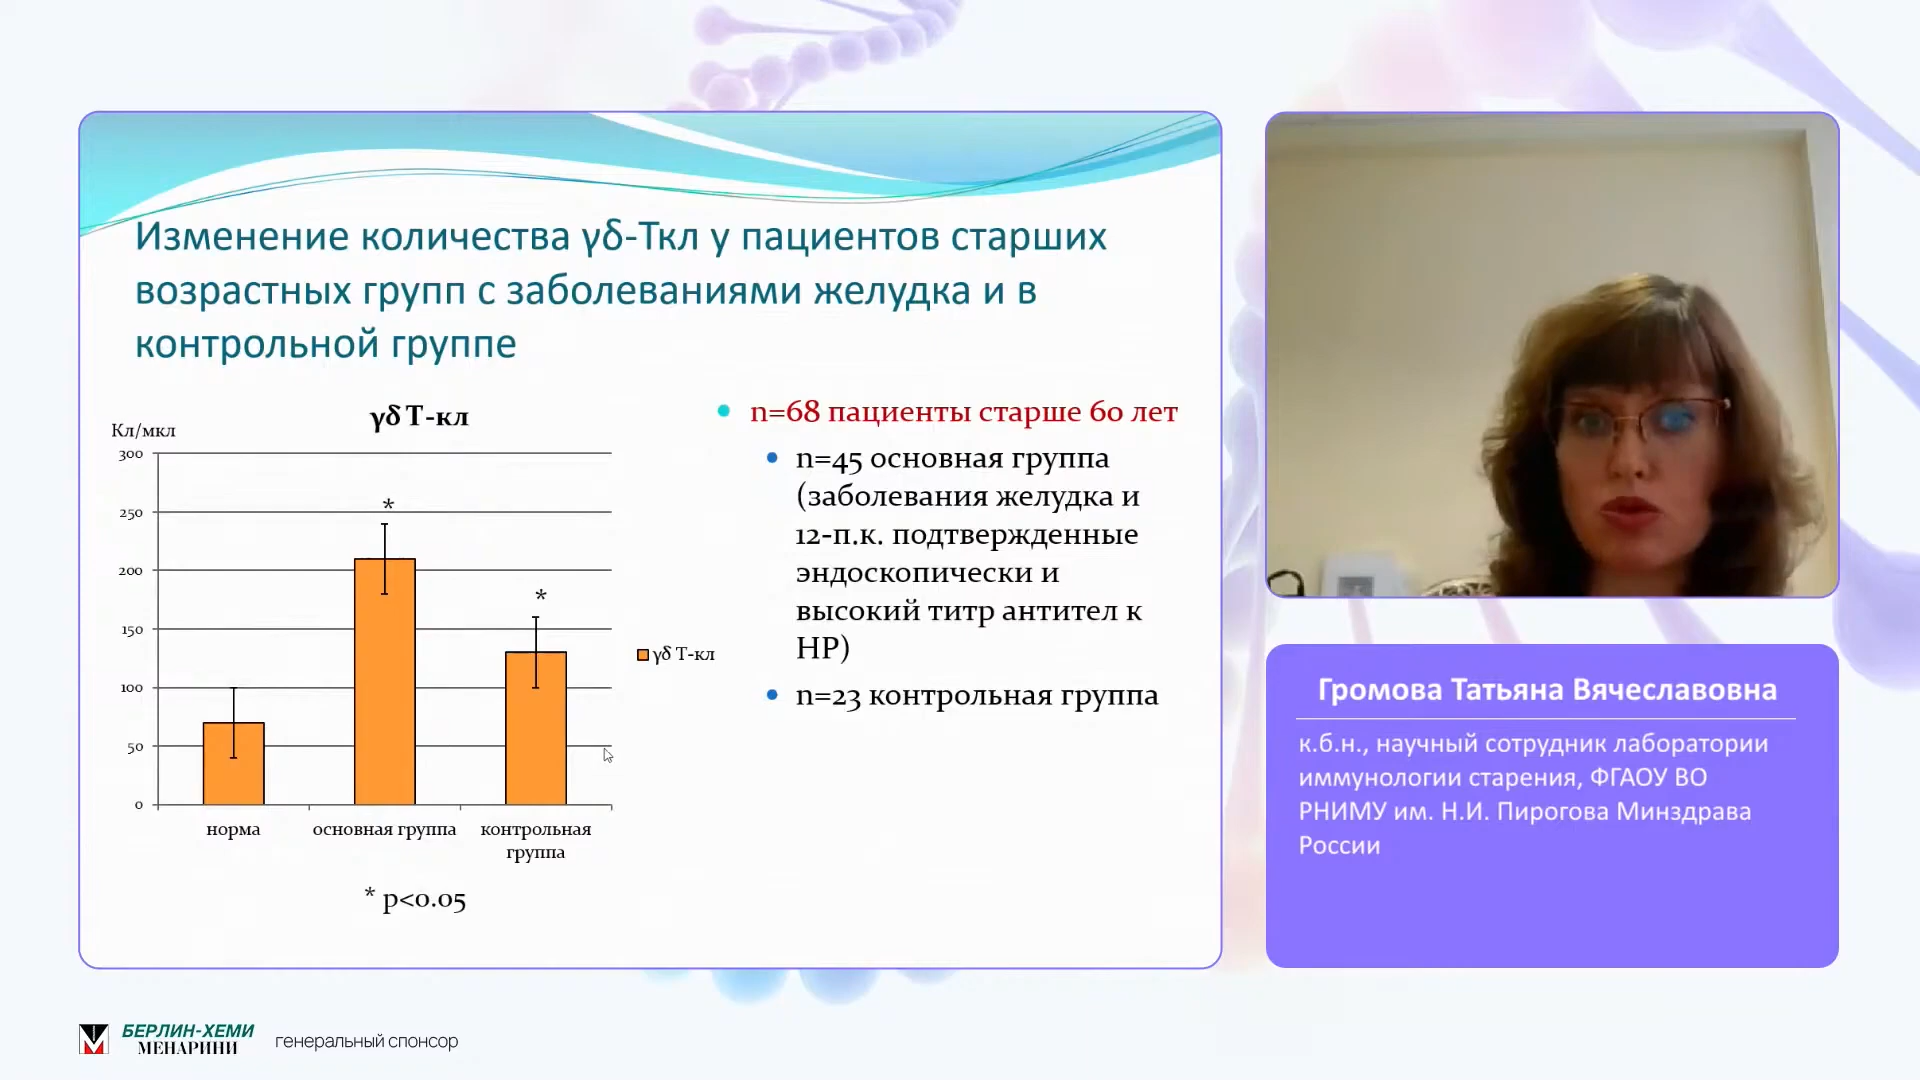 Изменение количества γδ-Ткл у пациентов старших
возрастных групп с заболеваниями желудка и в
контрольной группе
γδ Т-кл
Кл/мкл
300
250
200
150
100
50
0
*
*
норма
основная группа
контрольная
группа
γδ Т-кл
* p<0.05
n=68 пациенты старше 60 лет
n=45 основная группа
(заболевания желудка и
12-п.к. подтвержденные
эндоскопически и
высокий титр антител к
НР)
n=23 контрольная группа
Громова Татьяна Вячеславовна
к.б.н., научный сотрудник лаборатории
иммунологии старения, ФГАОУ ВО
РНИМУ им. Н.И. Пирогова Минздрава
России
БЕРЛИН-ХЕМИ
МЕНАРИНИ
генеральный спонсор